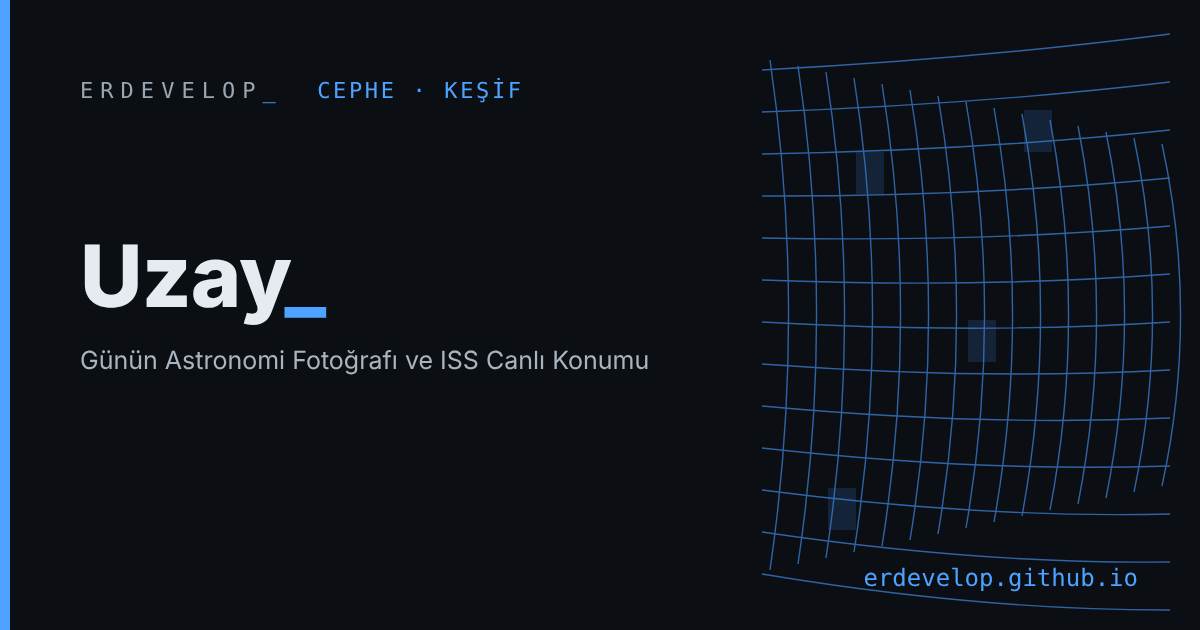 ERDEVELOP_ CEPHE · KEŞİF
Uzay_
Günün Astronomi Fotoğrafı ve ISS Canlı Konumu
erdevelop.github.io